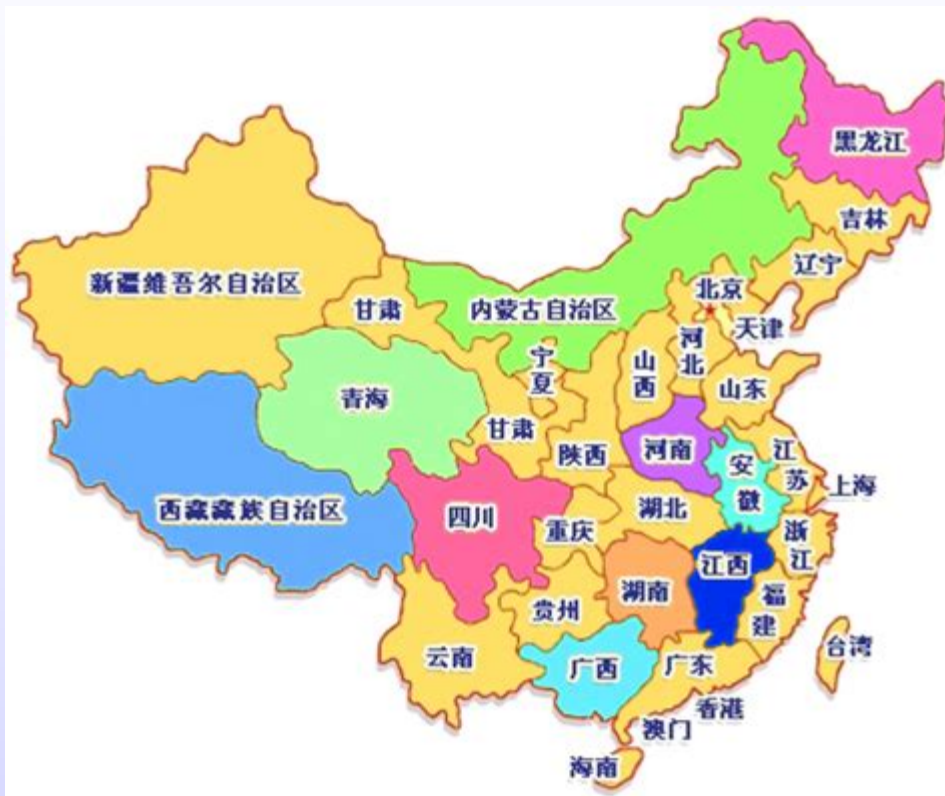 黑龙江
吉林
辽宁
新疆维吾尔自治区
甘肃
内蒙古自治区
北京
天津
河北
山西
宁夏
山东
青海
甘肃
陕西
河南
安徽
江苏
上海
西藏藏族自治区
四川
重庆
湖北
浙江
江西
湖南
贵州
福建
云南
广西
广东
台湾
香港
澳门
海南